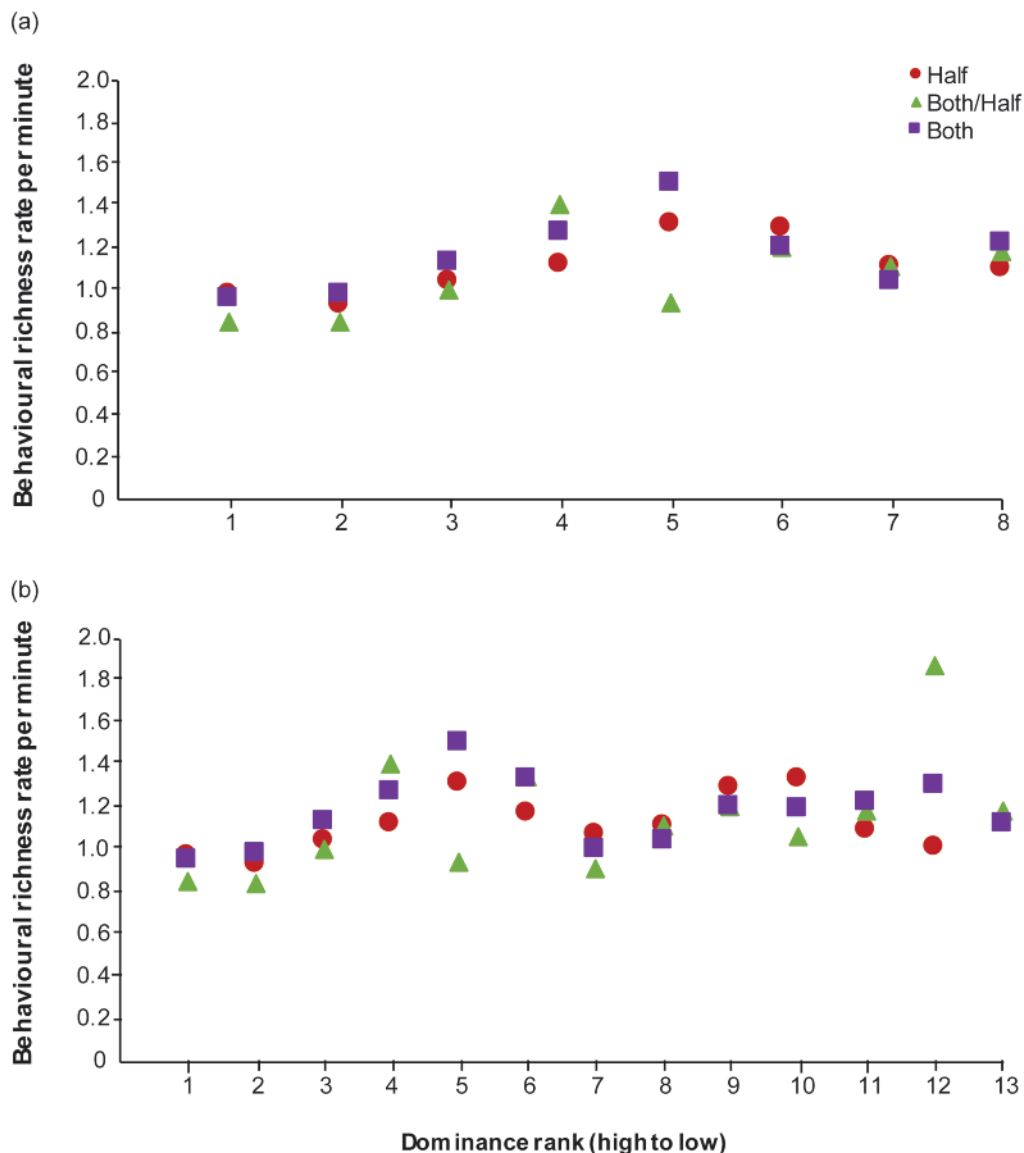 (a)
Behavioural richness rate per minute
2.0
1.8
1.6
1.4
1.2
1.0
0.8
0.6
0.4
0.2
0
Half
Both/Half
Both
1 2 3 4 5 6 7 8
(b)
Behavioural richness rate per minute
2.0
1.8
1.6
1.4
1.2
1.0
0.8
0.6
0.4
0.2
0
1 2 3 4 5 6 7 8 9 10 11 12 13
Dominance rank (high to low)